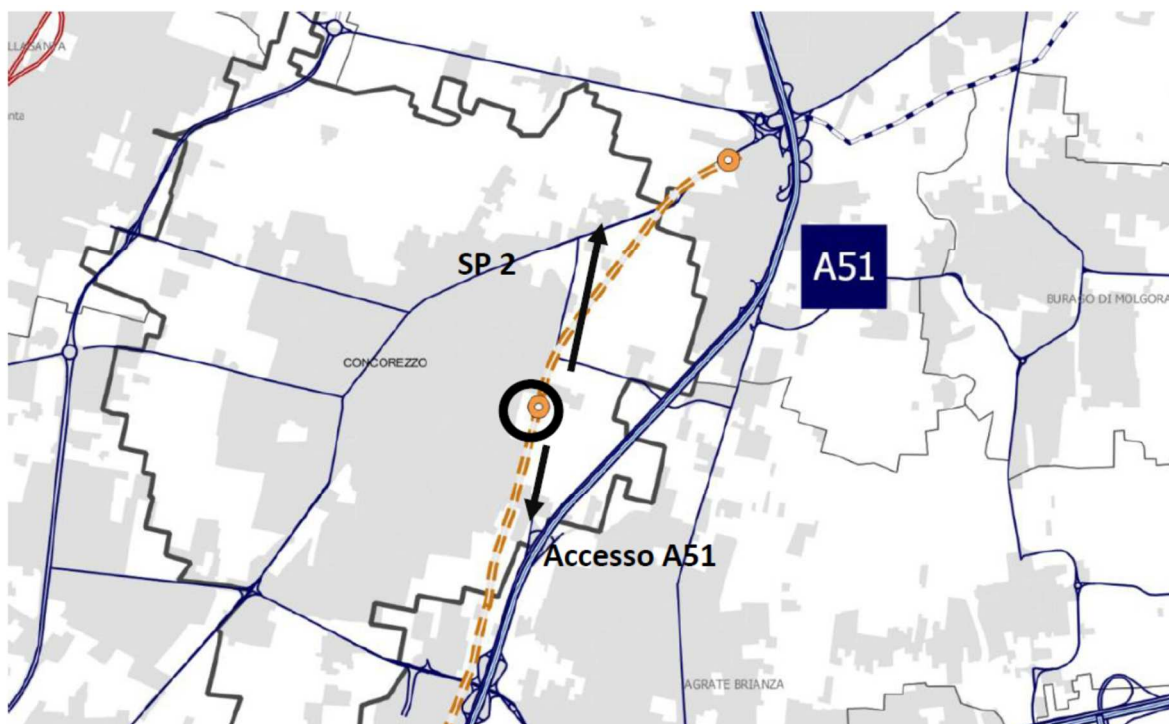 SP 2
A51
BURAGO DI MOLGORA
CONCOREZZO
Accesso A51
AGRATE BRIANZA